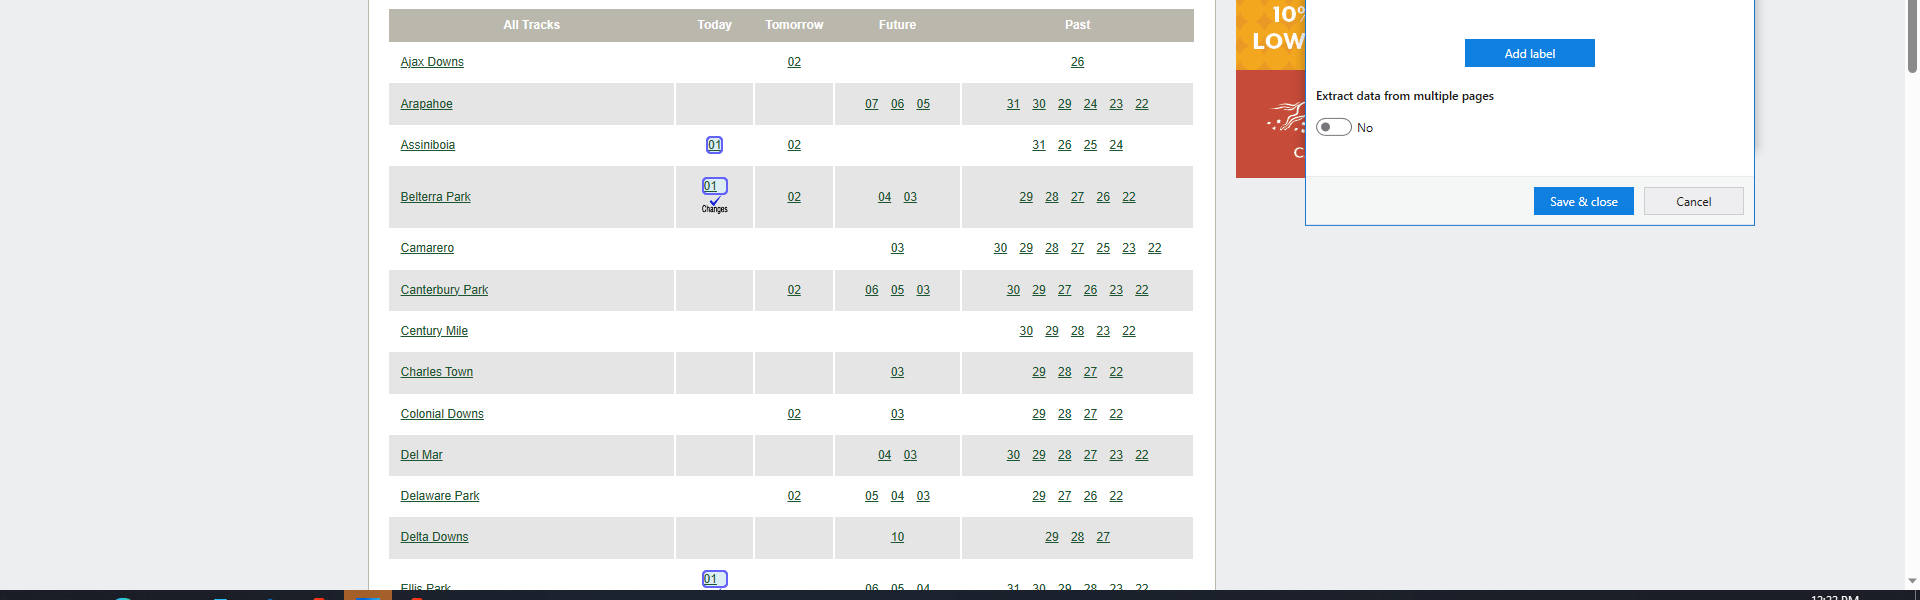 All Tracks Today Tomorrow Future Past
Ajax Downs 02 26
Arapahoe 07 06 05 31 30 29 24 23 22
Assiniboia 01 02 31 26 25 24
Belterra Park 01 Changes 02 04 03 29 28 27 26 22
Camarero 03 30 29 28 27 25 23 22
Canterbury Park 02 06 05 03 30 29 27 26 23 22
Century Mile 30 29 28 23 22
Charles Town 03 29 28 27 22
Colonial Downs 02 03 29 28 27 22
Del Mar 04 03 30 29 28 27 23 22
Delaware Park 02 05 04 03 29 27 26 22
Delta Downs 10 29 28 27
Ellis Park 01 06 05 04 31 30 29 28 23 22
10%
LOW
C
Add label
Extract data from multiple pages
No
Save & close Cancel
12:22 PM